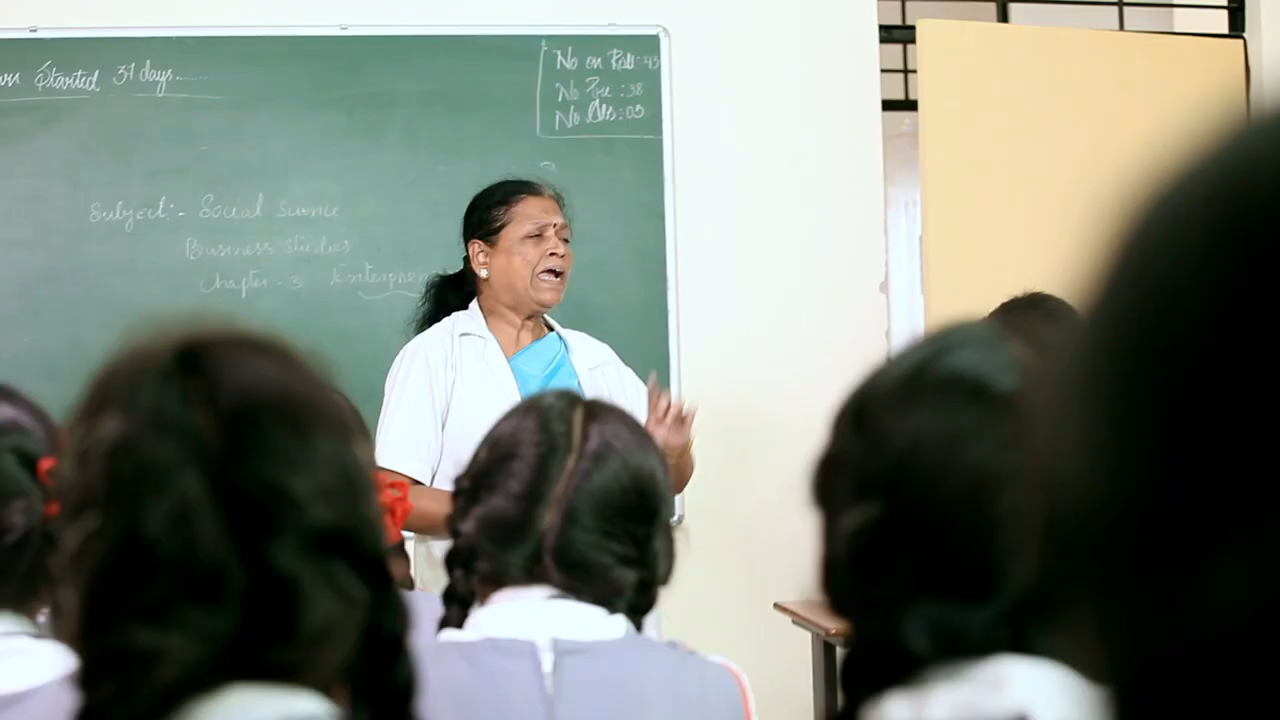 Started 37 days.......
No on Roll: 43
No Pre : 38
No Abs: 05
Subject:- Social Science
Business Studies
Chapter - 3